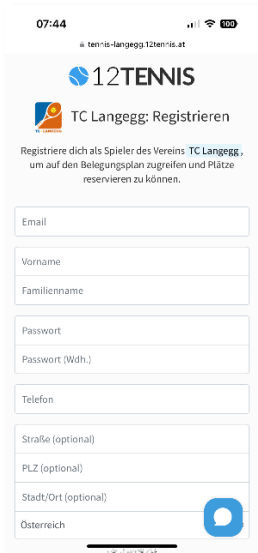 07:44
100
tennis-langegg.12tennis.at
12TENNIS
TC LANGEGG
TC Langegg: Registrieren
Registriere dich als Spieler des Vereins TC Langegg,
um auf den Belegungsplan zugreifen und Plätze
reservieren zu können.
Email
Vorname
Familienname
Passwort
Passwort (Wdh.)
Telefon
Straße (optional)
PLZ (optional)
Stadt/Ort (optional)
Österreich